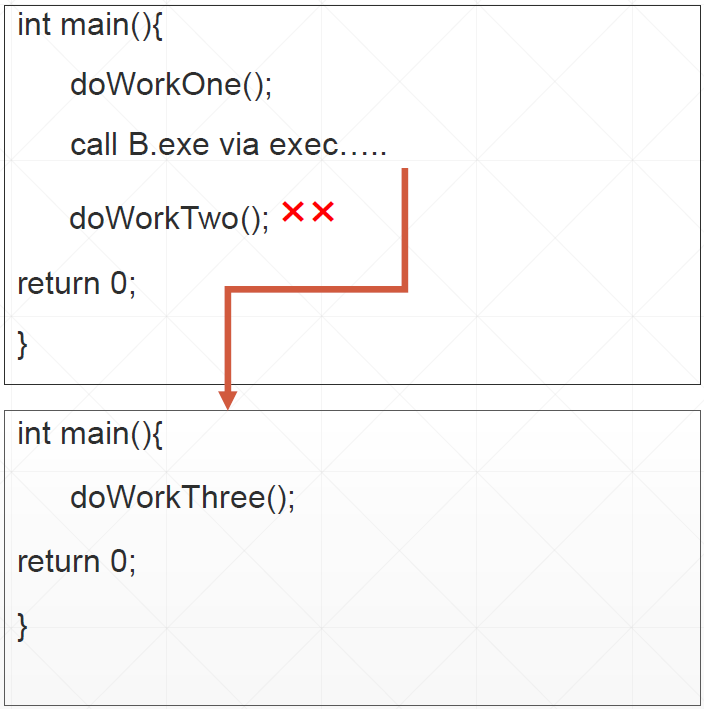 int main(){
doWorkOne();
call B.exe via exec…..
doWorkTwo(); ××
return 0;
}
int main(){
doWorkThree();
return 0;
}